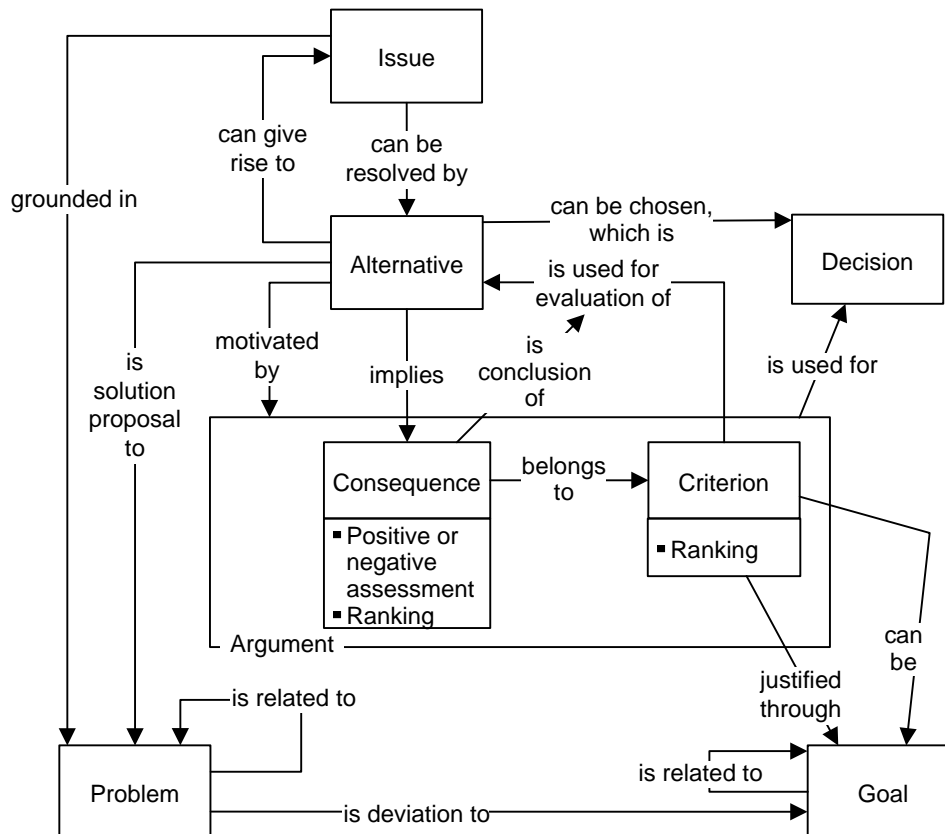 Issue
can give
rise to
can be
resolved by
grounded in
can be chosen,
which is
Alternative
Decision
is used for
evaluation of
motivated
by
is
conclusion
of
implies
is used for
is
solution
proposal
to
belongs
to
Consequence
Criterion
▪ Positive or
negative
assessment
▪ Ranking
▪ Ranking
Argument
can
be
justified
through
is related to
is related to
Problem
Goal
is deviation to